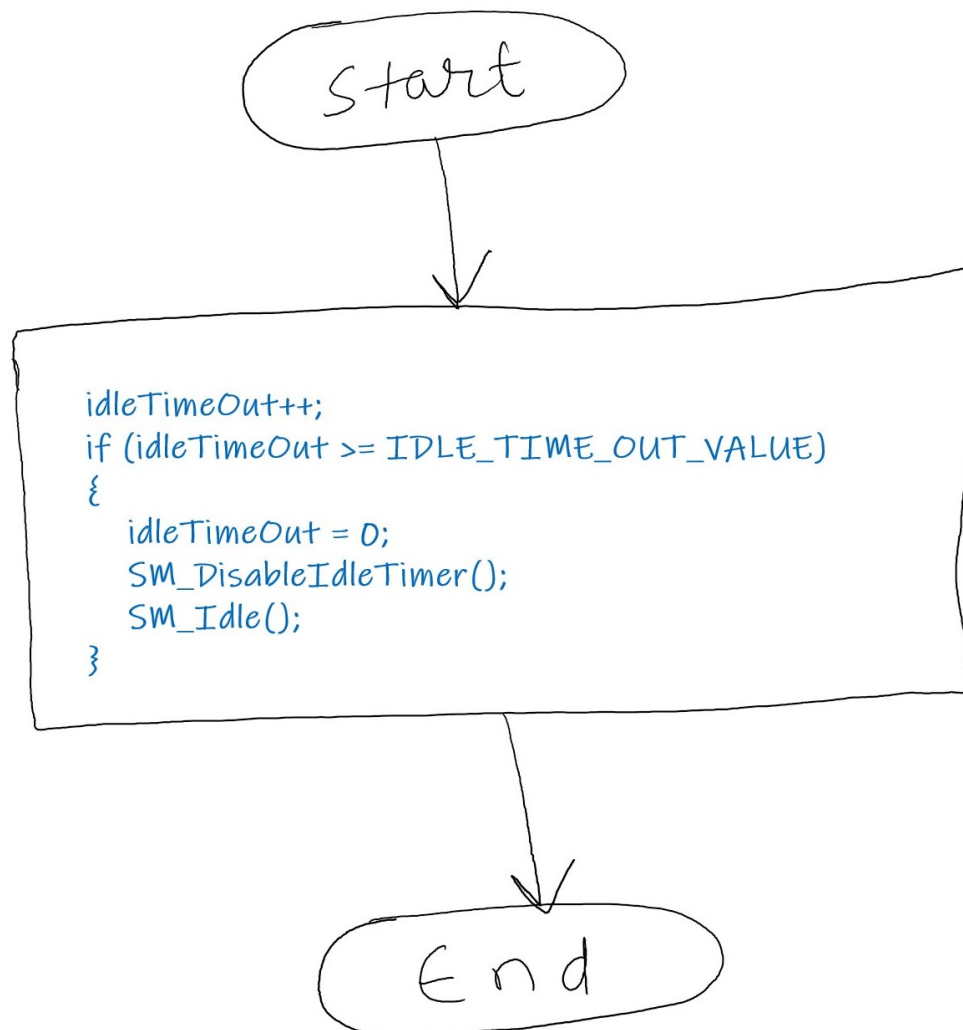 Start
idleTimeOut++;
if (idleTimeOut >= IDLE_TIME_OUT_VALUE)
{
idleTimeOut = 0;
SM_DisableIdleTimer();
SM_Idle();
}
End